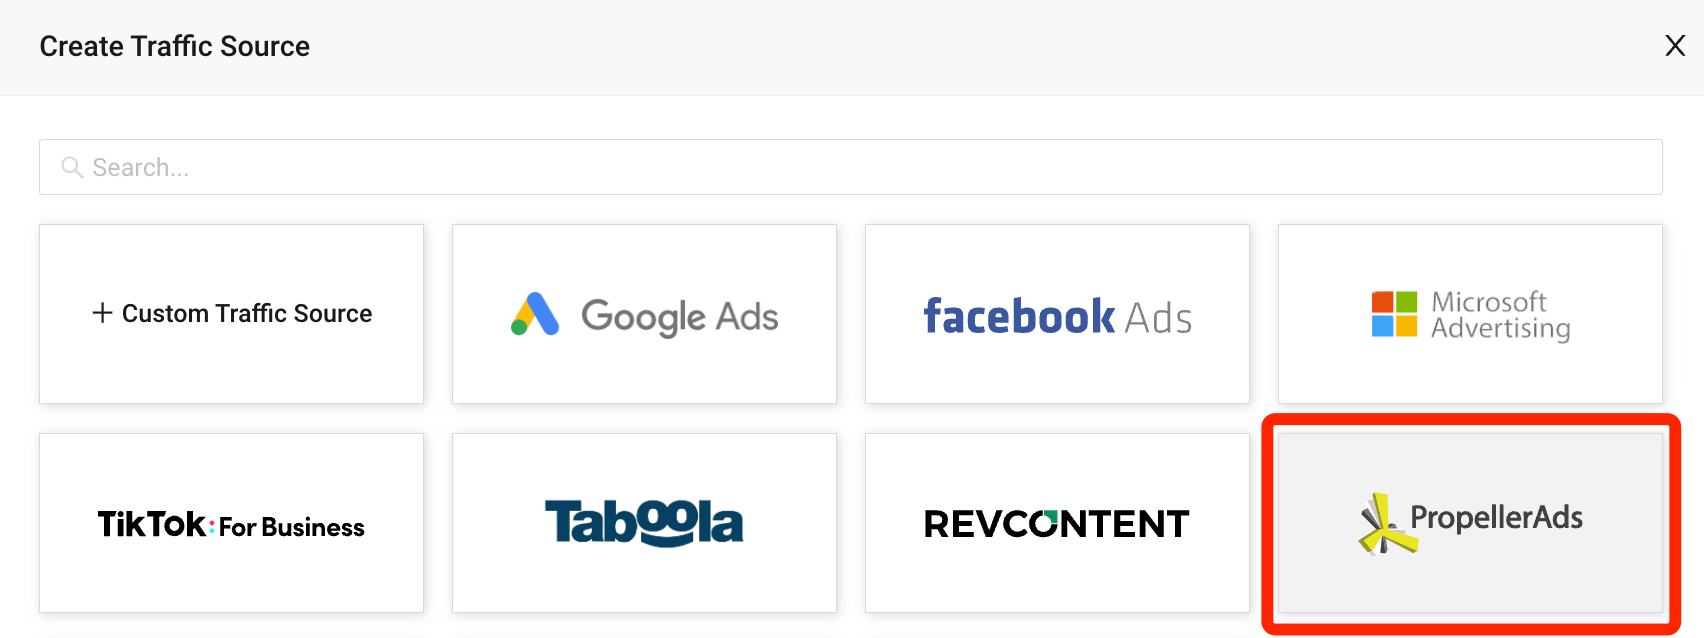 Create Traffic Source
X
Search...
+ Custom Traffic Source
Google Ads
facebook Ads
Microsoft
Advertising
TikTok: For Business
Taboola
REVCONTENT
PropellerAds